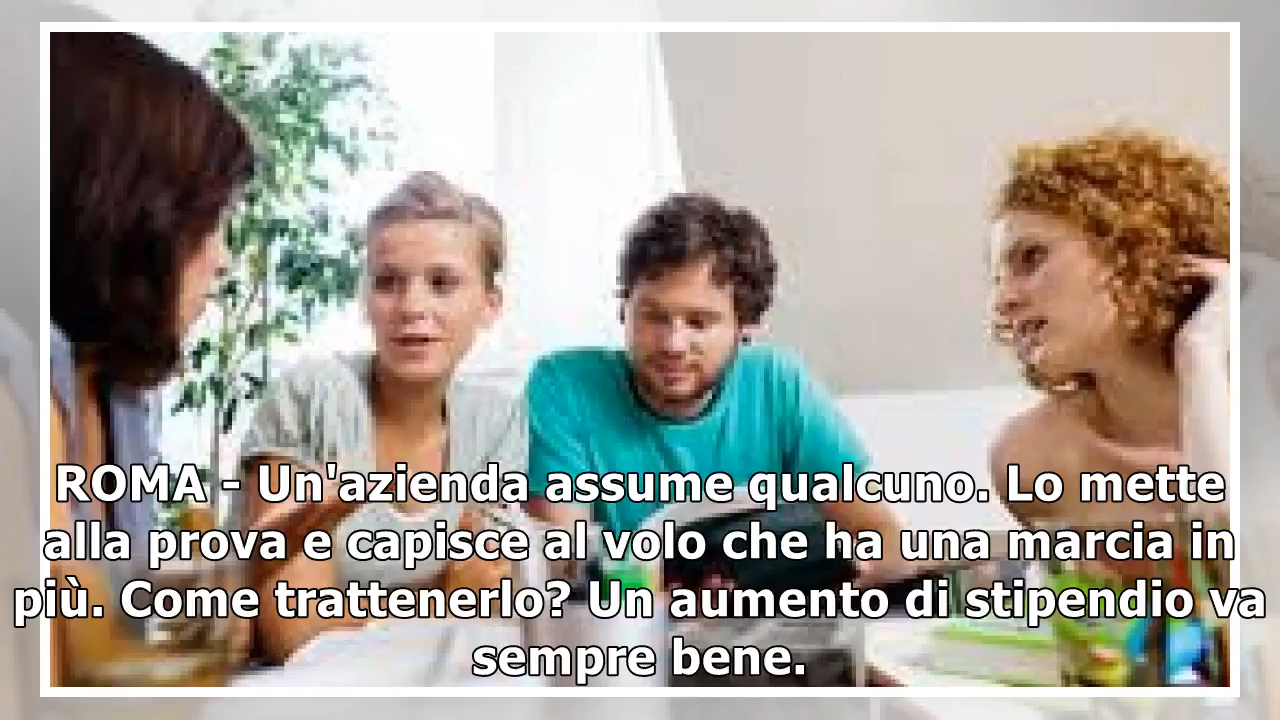 ROMA - Un'azienda assume qualcuno. Lo mette
alla prova e capisce al volo che ha una marcia in
più. Come trattenerlo? Un aumento di stipendio va
sempre bene.